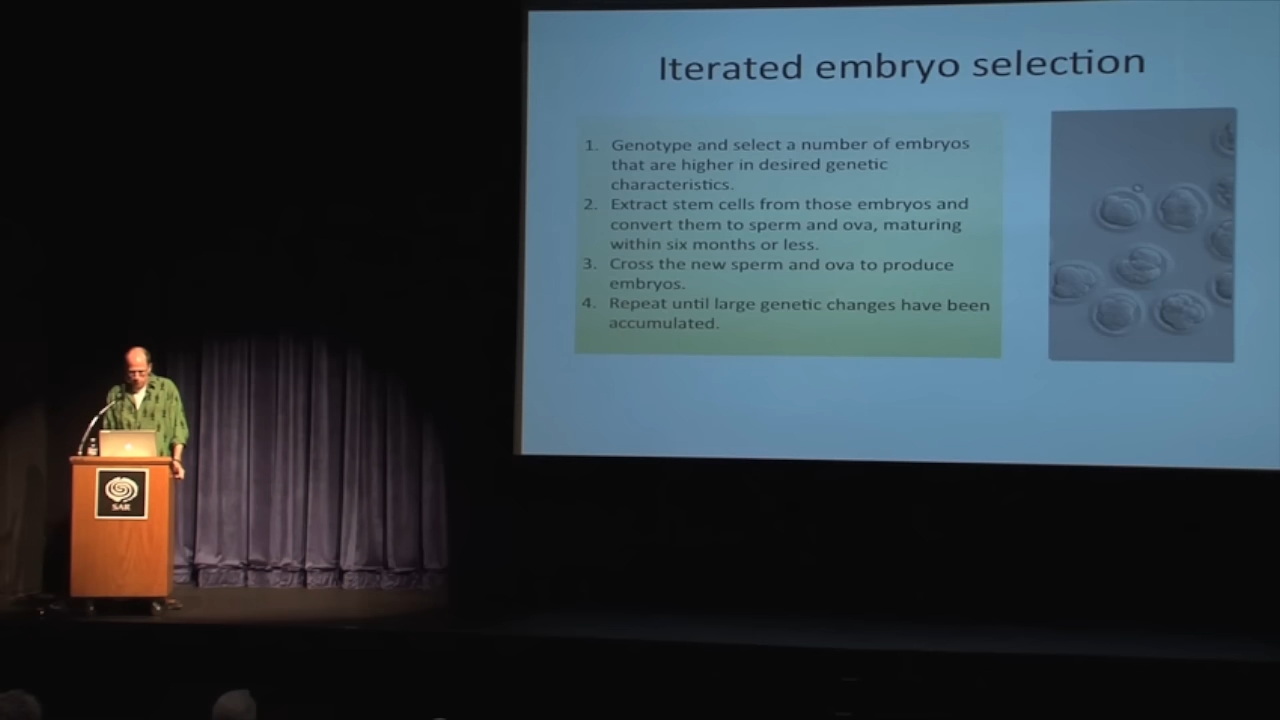 Iterated embryo selection
1. Genotype and select a number of embryos
that are higher in desired genetic
characteristics.
2. Extract stem cells from those embryos and
convert them to sperm and ova, maturing
within six months or less.
3. Cross the new sperm and ova to produce
embryos.
4. Repeat until large genetic changes have been
accumulated.
SAR